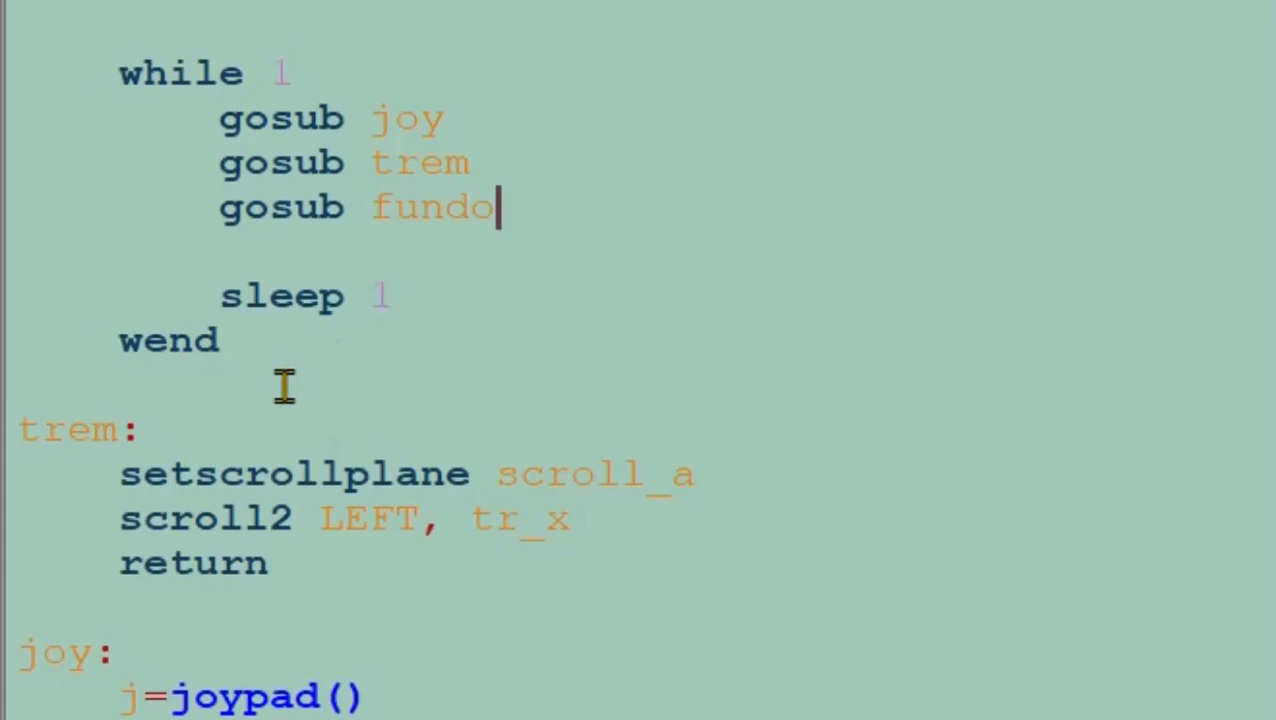 while 1
gosub joy
gosub trem
gosub fundo
sleep 1
wend
trem:
setscrollplane scroll_a
scroll2 LEFT, tr_x
return
joy:
j=joypad()